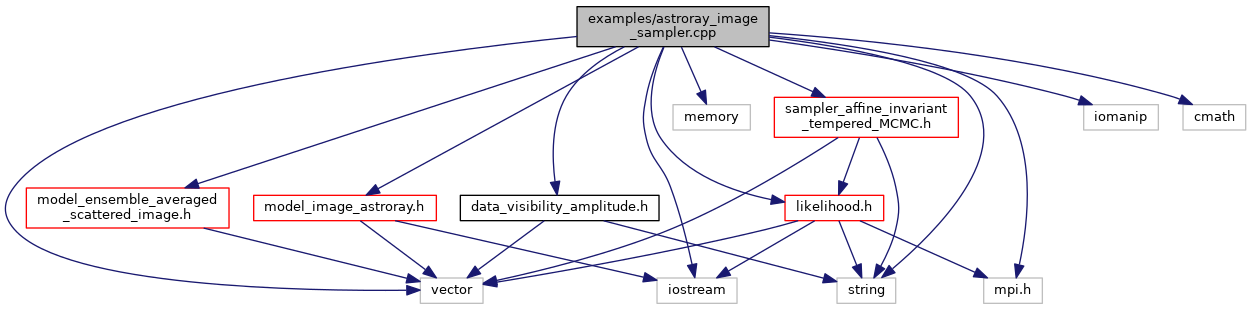 examples/astroray_image
_sampler.cpp
memory
sampler_affine_invariant
_tempered_MCMC.h
iomanip
cmath
model_ensemble_averaged
_scattered_image.h
model_image_astroray.h
data_visibility_amplitude.h
likelihood.h
vector
iostream
string
mpi.h